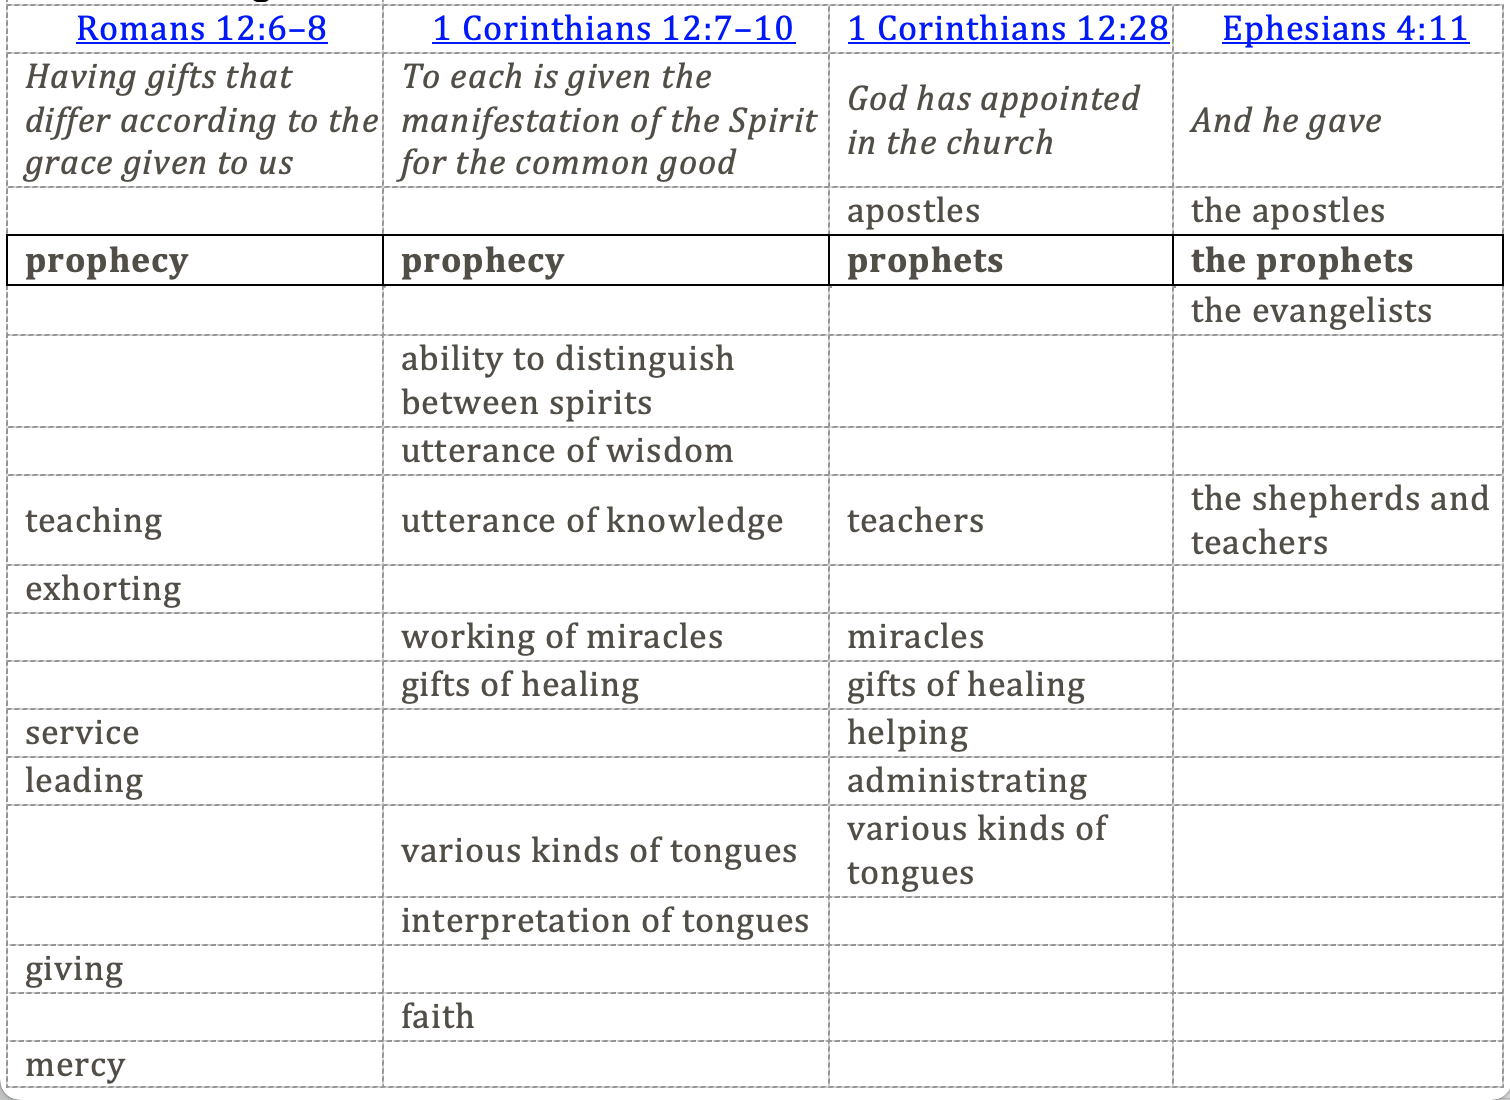 Romans 12:6–8
1 Corinthians 12:7–10
1 Corinthians 12:28
Ephesians 4:11
Having gifts that
differ according to the
grace given to us
To each is given the
manifestation of the Spirit
for the common good
God has appointed
in the church
And he gave
apostles
the apostles
prophecy
prophecy
prophets
the prophets
the evangelists
ability to distinguish
between spirits
utterance of wisdom
teaching
utterance of knowledge
teachers
the shepherds and
teachers
exhorting
working of miracles
miracles
gifts of healing
gifts of healing
service
helping
leading
administrating
various kinds of tongues
various kinds of
tongues
interpretation of tongues
giving
faith
mercy